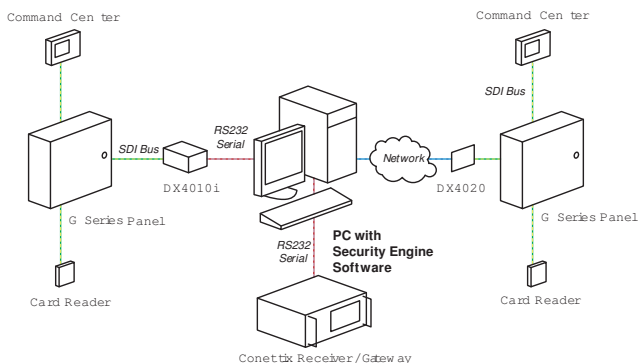 Command Center
Command Center
SDI Bus
RS232
Serial
SDI Bus
Network
DX4010i
DX4020
G Series Panel
G Series Panel
PC with
Security Engine
Software
RS232
Serial
Card Reader
Card Reader
Conettix Receiver/Gateway